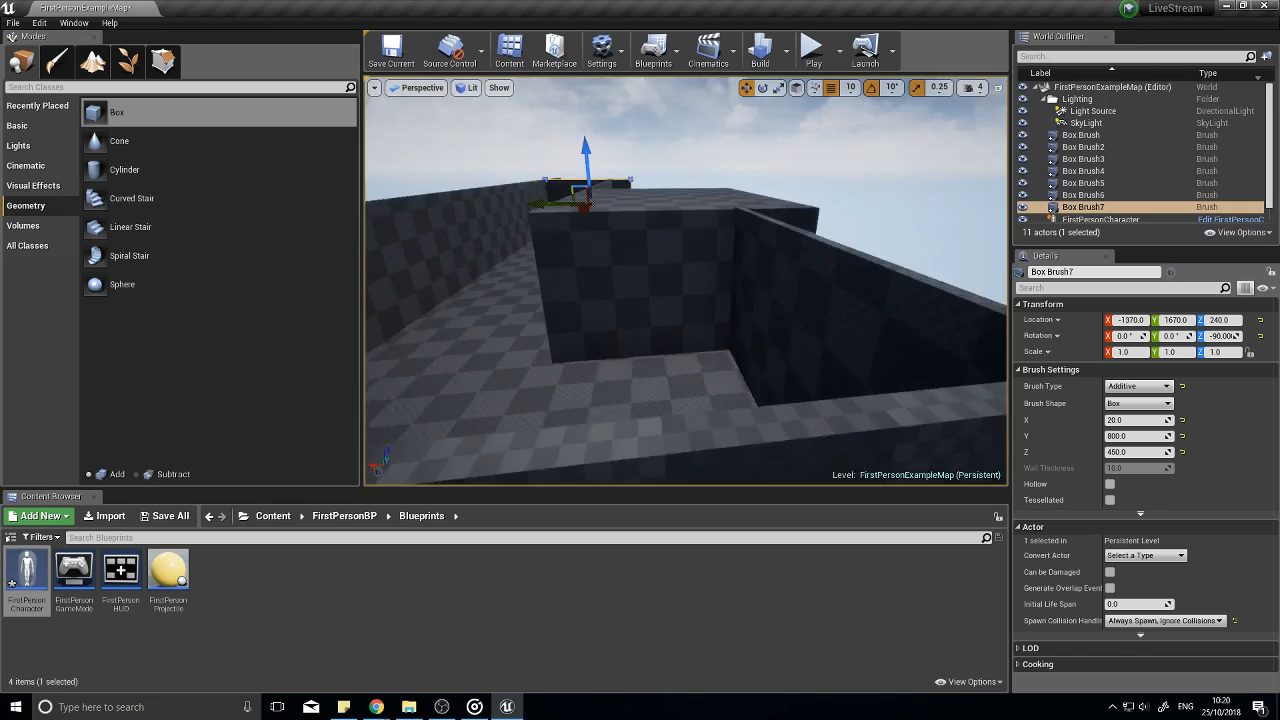 FirstPersonExampleMap*
LiveStream
File Edit Window Help
Modes
Search Classes
Recently Placed
Basic
Lights
Cinematic
Visual Effects
Geometry
Volumes
All Classes
Box
Cone
Cylinder
Curved Stair
Linear Stair
Spiral Stair
Sphere
Add Subtract
Save Current Source Control Content Marketplace Settings Blueprints Cinematics Build Play Launch
Perspective Lit Show
10 10° 0.25 4
Level: FirstPersonExampleMap (Persistent)
World Outliner
Search...
Label Type
FirstPersonExampleMap (Editor) World
Lighting Folder
Light Source DirectionalLight
SkyLight SkyLight
Box Brush Brush
Box Brush2 Brush
Box Brush3 Brush
Box Brush4 Brush
Box Brush5 Brush
Box Brush6 Brush
Box Brush7 Brush
FirstPersonCharacter Edit FirstPersonC
11 actors (1 selected) View Options
Details
Box Brush7
Search
Transform
Location X -1370.0 Y 1670.0 Z 240.0
Rotation X 0.0 ° Y 0.0 ° Z -90.00
Scale X 1.0 Y 1.0 Z 1.0
Brush Settings
Brush Type Additive
Brush Shape Box
X 20.0
Y 800.0
Z 450.0
Wall Thickness 10.0
Hollow
Tessellated
Actor
1 selected in Persistent Level
Convert Actor Select a Type
Can be Damaged
Generate Overlap Event
Initial Life Span 0.0
Spawn Collision Handlin Always Spawn, Ignore Collisions
LOD
Cooking
Content Browser
Add New Import Save All Content FirstPersonBP Blueprints
Filters Search Blueprints
FirstPerson Character
FirstPerson GameMode
FirstPerson HUD
FirstPerson Projectile
4 items (1 selected) View Options
Type here to search
ENG
10:20
25/10/2018
1